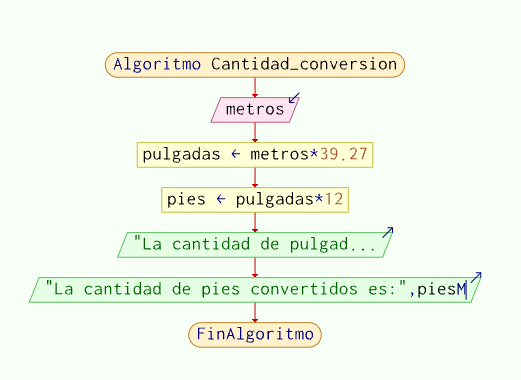 Algoritmo Cantidad_conversion
metros
pulgadas ← metros*39.27
pies ← pulgadas*12
"La cantidad de pulgad...
"La cantidad de pies convertidos es:",piesM
FinAlgoritmo